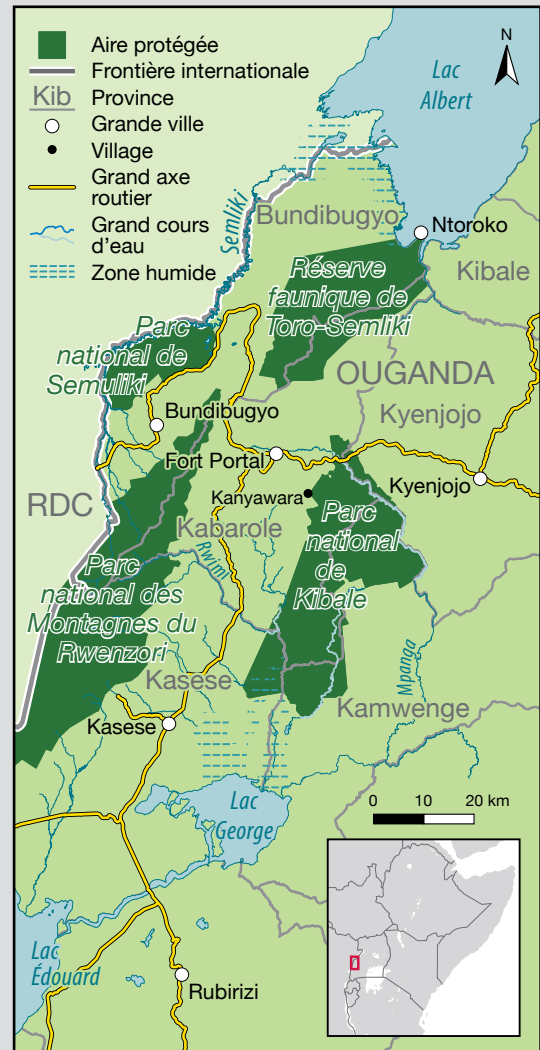 Aire protégée
Frontière internationale
Kib Province
Grande ville
Village
Grand axe
routier
Grand cours
d'eau
Zone humide
N
Lac
Albert
Semliki
Bundibugyo
Ntoroko
Kibale
Réserve
faunique de
Toro-Semliki
Parc
national de
Semuliki
OUGANDA
Bundibugyo
Kyenjojo
Fort Portal
Kyenjojo
Kanyawara
RDC
Kabarole
Rwimi
Parc
national
de
Kibale
Parc
national des
Montagnes du
Rwenzori
Mpanga
Kasese
Kamwenge
Kasese
Lac
George
0 10 20 km
Lac
Édouard
Rubirizi